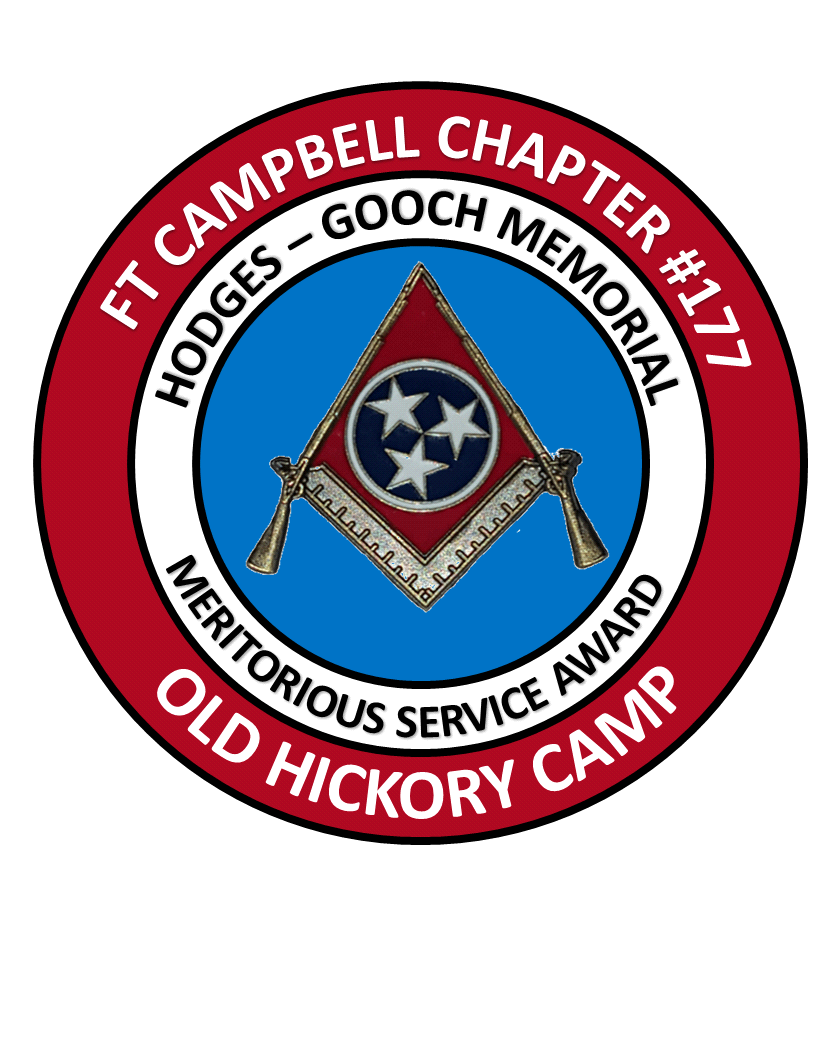 FT CAMPBELL CHAPTER #177
HODGES – GOOCH MEMORIAL
MERITORIOUS SERVICE AWARD
OLD HICKORY CAMP